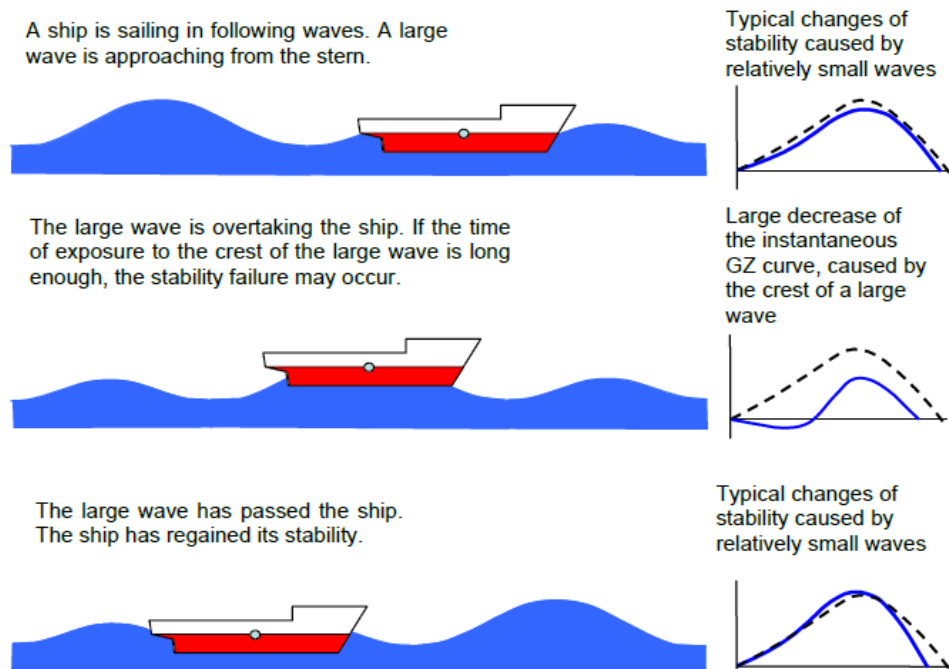 A ship is sailing in following waves. A large
wave is approaching from the stern.
Typical changes of
stability caused by
relatively small waves
The large wave is overtaking the ship. If the time
of exposure to the crest of the large wave is long
enough, the stability failure may occur.
Large decrease of
the instantaneous
GZ curve, caused by
the crest of a large
wave
The large wave has passed the ship.
The ship has regained its stability.
Typical changes of
stability caused by
relatively small waves